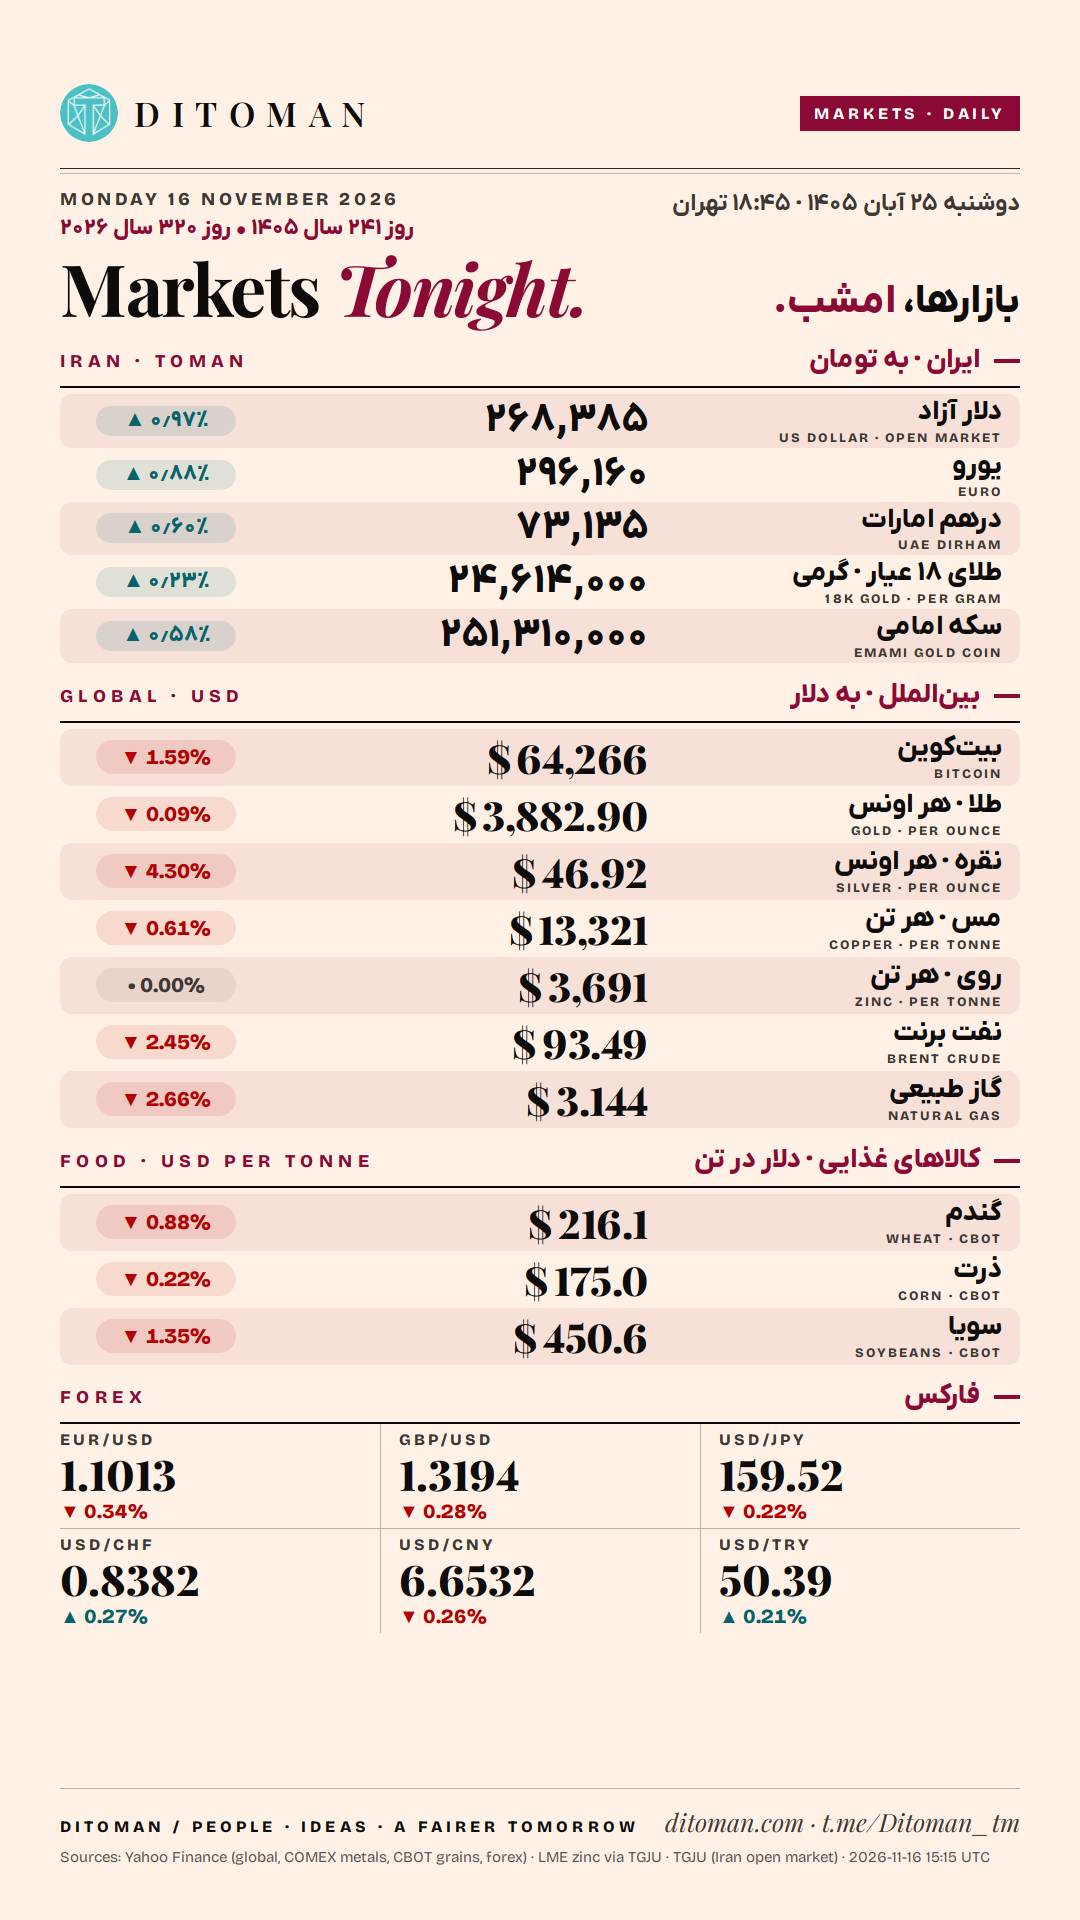 DITOMAN
MARKETS · DAILY
MONDAY 16 NOVEMBER 2026
دوشنبه ۲۵ آبان ۱۴۰۵ · ۱۸:۴۵ تهران
روز ۲۴۱ سال ۱۴۰۵ • روز ۳۲۰ سال ۲۰۲۶
Markets Tonight.
بازارها، امشب.
IRAN · TOMAN
ایران · به تومان
دلار آزاد
US DOLLAR · OPEN MARKET
۲۶۸,۳۸۵
▲ ۰٫۹۷٪
یورو
EURO
۲۹۶,۱۶۰
▲ ۰٫۸۸٪
درهم امارات
UAE DIRHAM
۷۳,۱۳۵
▲ ۰٫۶۰٪
طلای ۱۸ عیار · گرمی
18K GOLD · PER GRAM
۲۴,۶۱۴,۰۰۰
▲ ۰٫۲۳٪
سکه امامی
EMAMI GOLD COIN
۲۵۱,۳۱۰,۰۰۰
▲ ۰٫۵۸٪
GLOBAL · USD
بین‌الملل · به دلار
بیت‌کوین
BITCOIN
$64,266
▼ 1.59%
طلا · هر اونس
GOLD · PER OUNCE
$3,882.90
▼ 0.09%
نقره · هر اونس
SILVER · PER OUNCE
$46.92
▼ 4.30%
مس · هر تن
COPPER · PER TONNE
$13,321
▼ 0.61%
روی · هر تن
ZINC · PER TONNE
$3,691
• 0.00%
نفت برنت
BRENT CRUDE
$93.49
▼ 2.45%
گاز طبیعی
NATURAL GAS
$3.144
▼ 2.66%
FOOD · USD PER TONNE
کالاهای غذایی · دلار در تن
گندم
WHEAT · CBOT
$216.1
▼ 0.88%
ذرت
CORN · CBOT
$175.0
▼ 0.22%
سویا
SOYBEANS · CBOT
$450.6
▼ 1.35%
FOREX
فارکس
EUR/USD
1.1013
▼ 0.34%
GBP/USD
1.3194
▼ 0.28%
USD/JPY
159.52
▼ 0.22%
USD/CHF
0.8382
▲ 0.27%
USD/CNY
6.6532
▼ 0.26%
USD/TRY
50.39
▲ 0.21%
DITOMAN / PEOPLE · IDEAS · A FAIRER TOMORROW
ditoman.com · t.me/Ditoman_tm
Sources: Yahoo Finance (global, COMEX metals, CBOT grains, forex) · LME zinc via TGJU · TGJU (Iran open market) · 2026-11-16 15:15 UTC